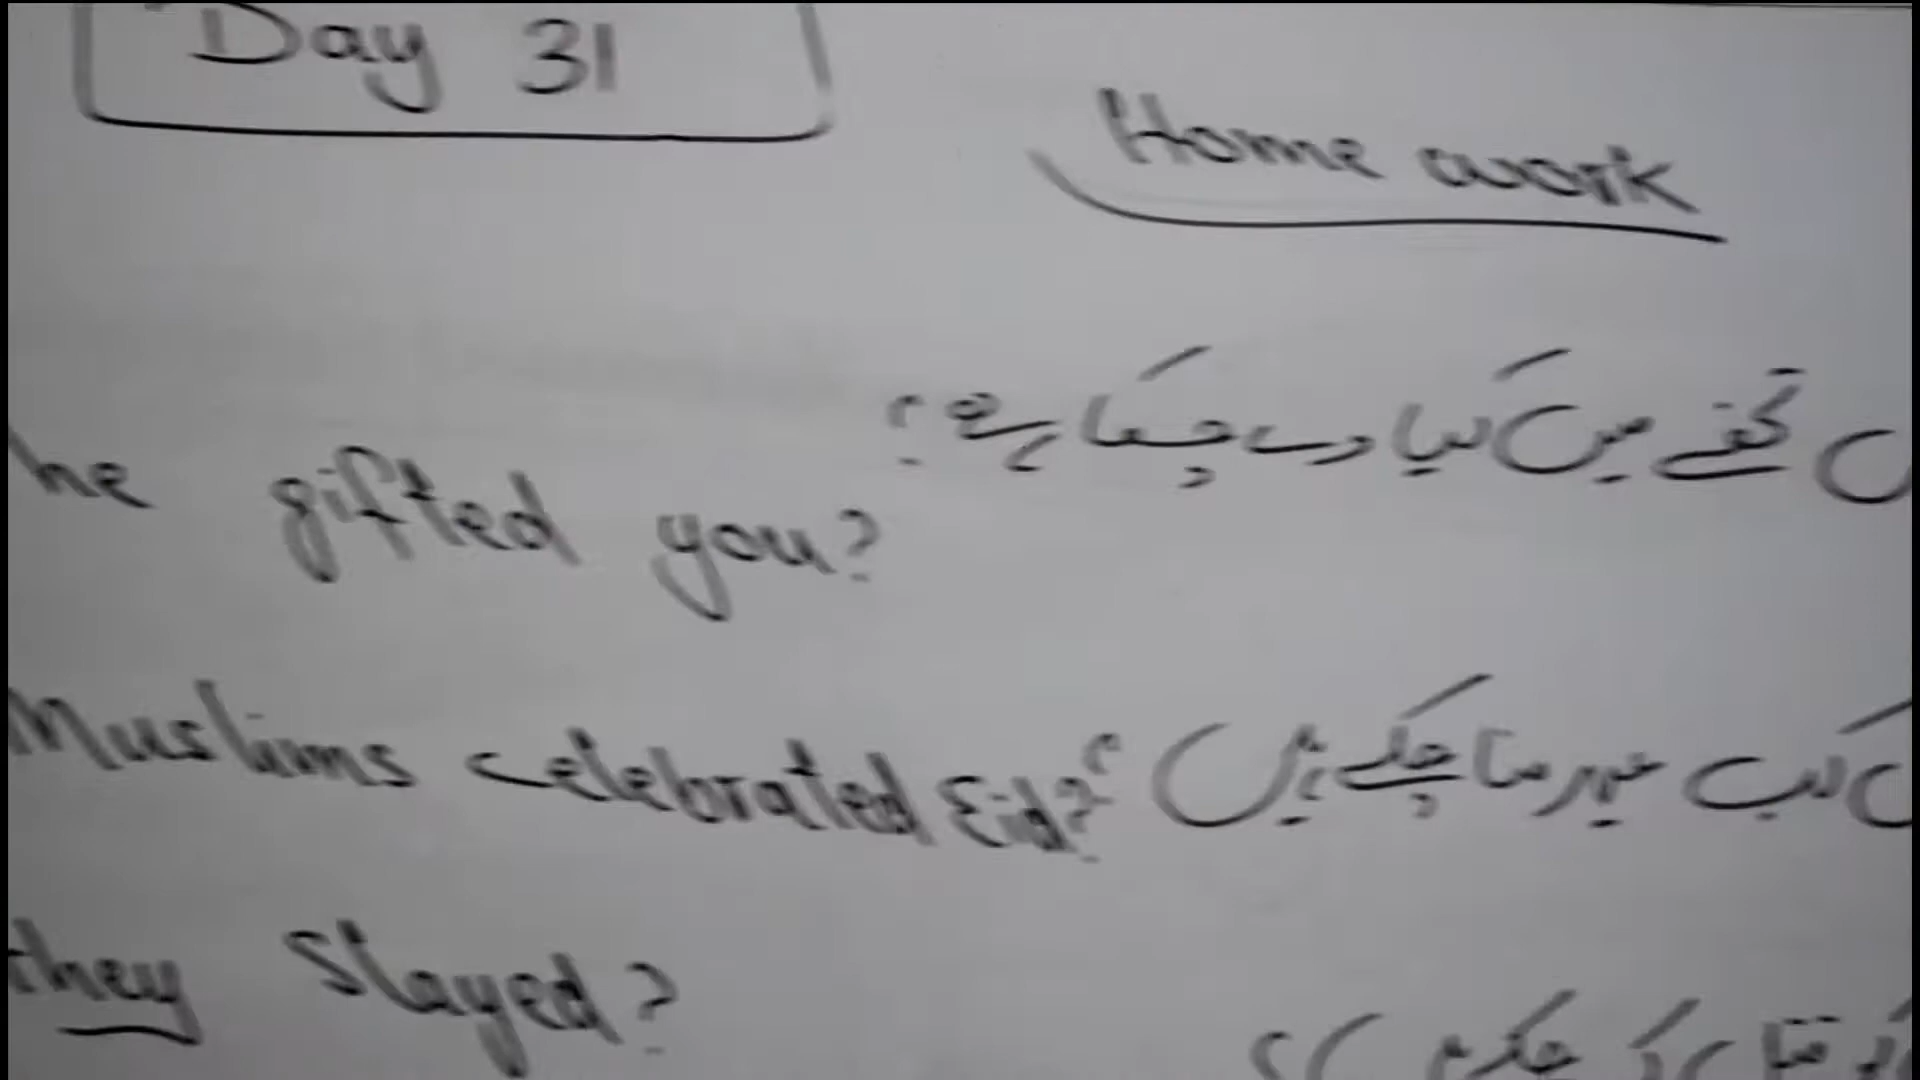 Day 31
Home work
he gifted you?
تحفے میں کیا دے چکا ہے؟
Muslims celebrated Eid?
کب عید منا چکے ہیں؟
they Slayed?